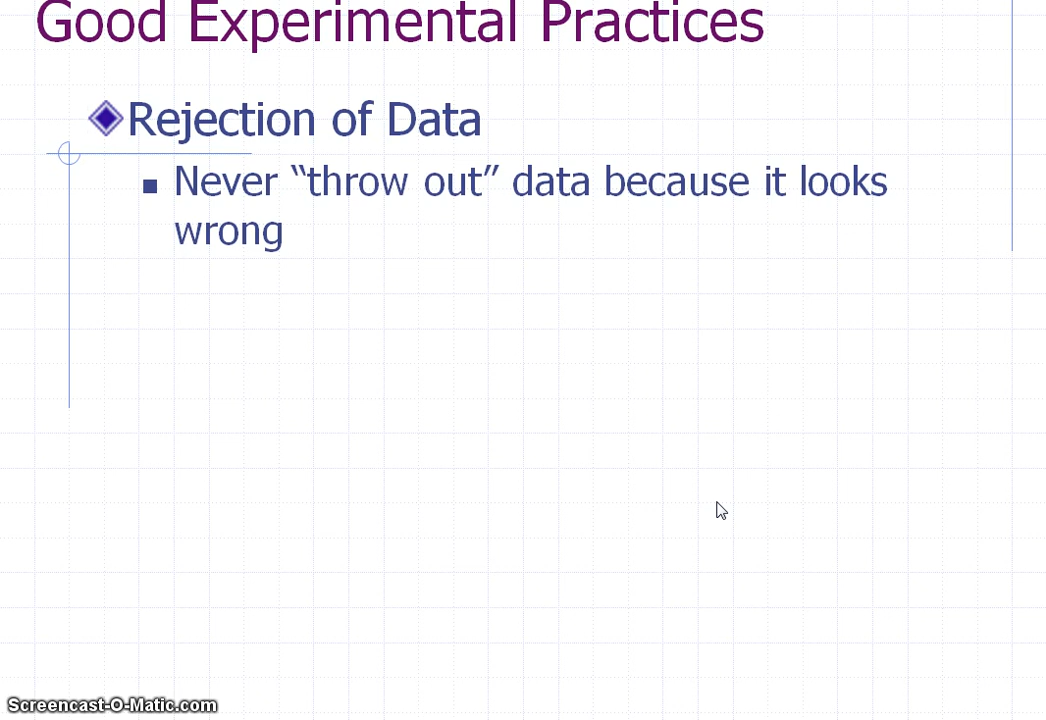 Good Experimental Practices
Rejection of Data
Never “throw out” data because it looks
wrong
Screencast-O-Matic.com